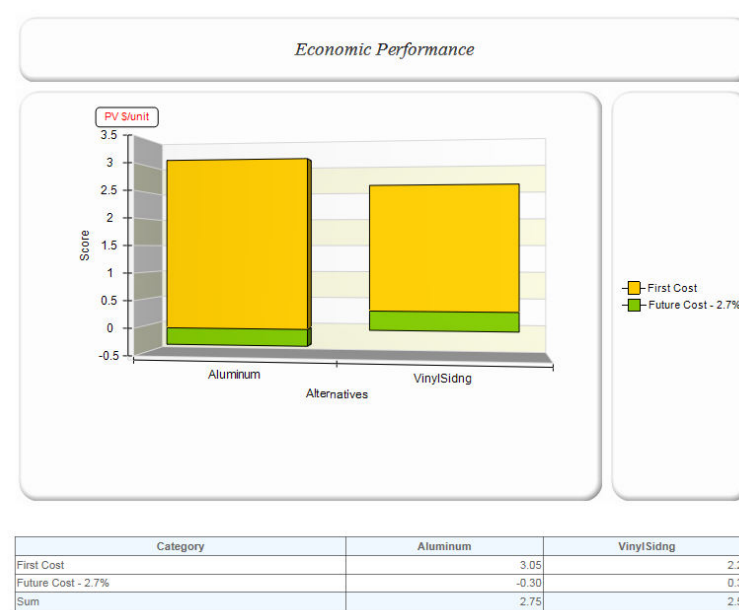 Economic Performance
PV $/unit
3.5
3
2.5
2
1.5
1
0.5
0
-0.5
Score
Aluminum
VinylSidng
Alternatives
First Cost
Future Cost - 2.7%
Category Aluminum VinylSidng
First Cost 3.05
Future Cost - 2.7% -0.30
Sum 2.75